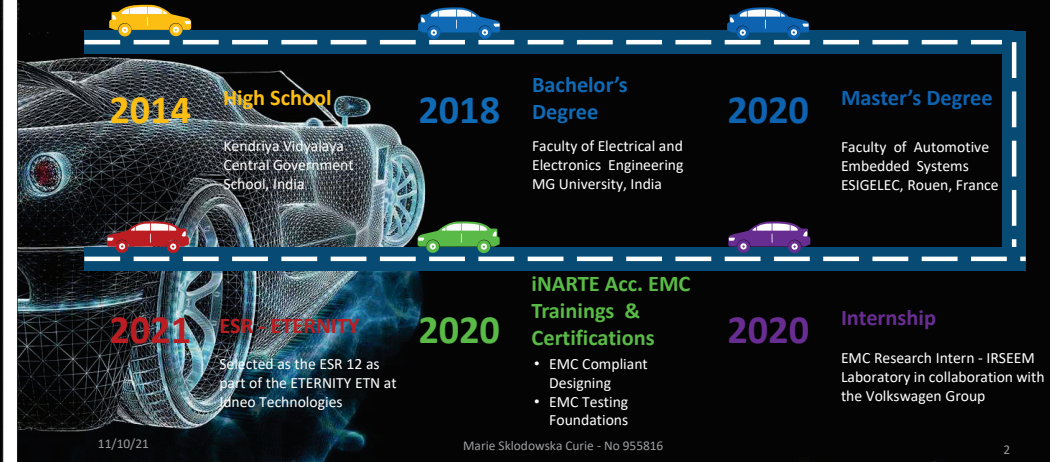 2014
High School
Kendriya Vidyalaya
Central Government
School, India
2018
Bachelor's
Degree
Faculty of Electrical and
Electronics Engineering
MG University, India
2020
Master's Degree
Faculty of Automotive
Embedded Systems
ESIGELEC, Rouen, France
2021
ESR - ETERNITY
Selected as the ESR 12 as
part of the ETERNITY ETN at
Idneo Technologies
2020
iNARTE Acc. EMC
Trainings &
Certifications
• EMC Compliant
Designing
• EMC Testing
Foundations
2020
Internship
EMC Research Intern - IRSEEM
Laboratory in collaboration with
the Volkswagen Group
11/10/21
Marie Sklodowska Curie - No 955816
2